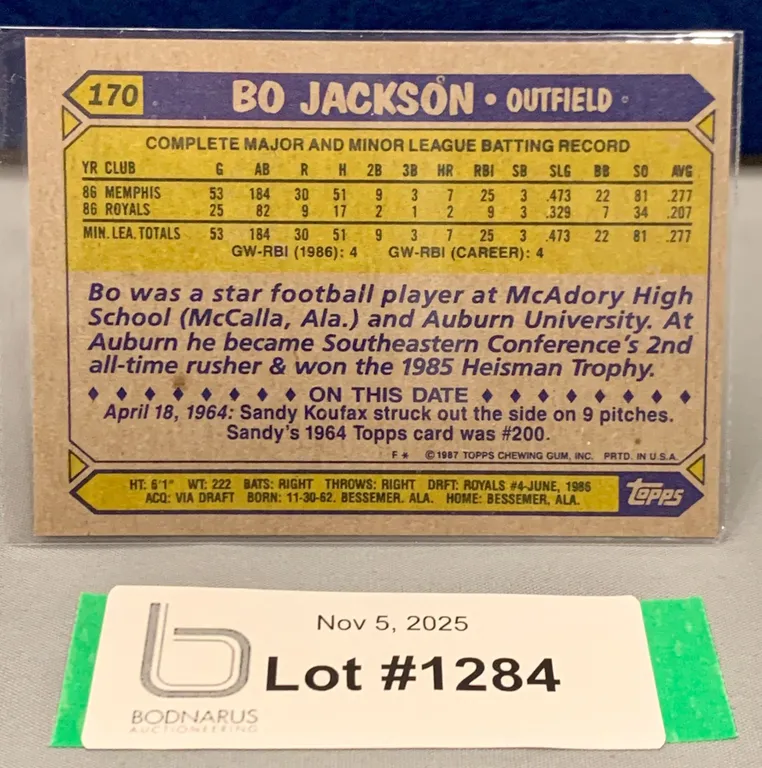 170 BO JACKSON • OUTFIELD
COMPLETE MAJOR AND MINOR LEAGUE BATTING RECORD
YR CLUB G AB R H 2B 3B HR RBI SB SLG BB SO AVG
86 MEMPHIS 53 184 30 51 9 3 7 25 3 .473 22 81 .277
86 ROYALS 25 82 9 17 2 1 2 9 3 .329 7 34 .207
MIN. LEA. TOTALS 53 184 30 51 9 3 7 25 3 .473 22 81 .277
GW-RBI (1986): 4 GW-RBI (CAREER): 4
Bo was a star football player at McAdory High
School (McCalla, Ala.) and Auburn University. At
Auburn he became Southeastern Conference's 2nd
all-time rusher & won the 1985 Heisman Trophy.
♦ ♦ ♦ ♦ ♦ ♦ ♦ ♦ ON THIS DATE ♦ ♦ ♦ ♦ ♦ ♦ ♦ ♦
April 18, 1964: Sandy Koufax struck out the side on 9 pitches.
Sandy's 1964 Topps card was #200.
F * ©1987 TOPPS CHEWING GUM, INC. PRTD. IN U.S.A.
HT: 6'1" WT: 222 BATS: RIGHT THROWS: RIGHT DRFT: ROYALS #4-JUNE, 1986
ACQ: VIA DRAFT BORN: 11-30-62, BESSEMER, ALA. HOME: BESSEMER, ALA.
topps
Nov 5, 2025
Lot #1284
BODNARUS
AUCTIONEERING